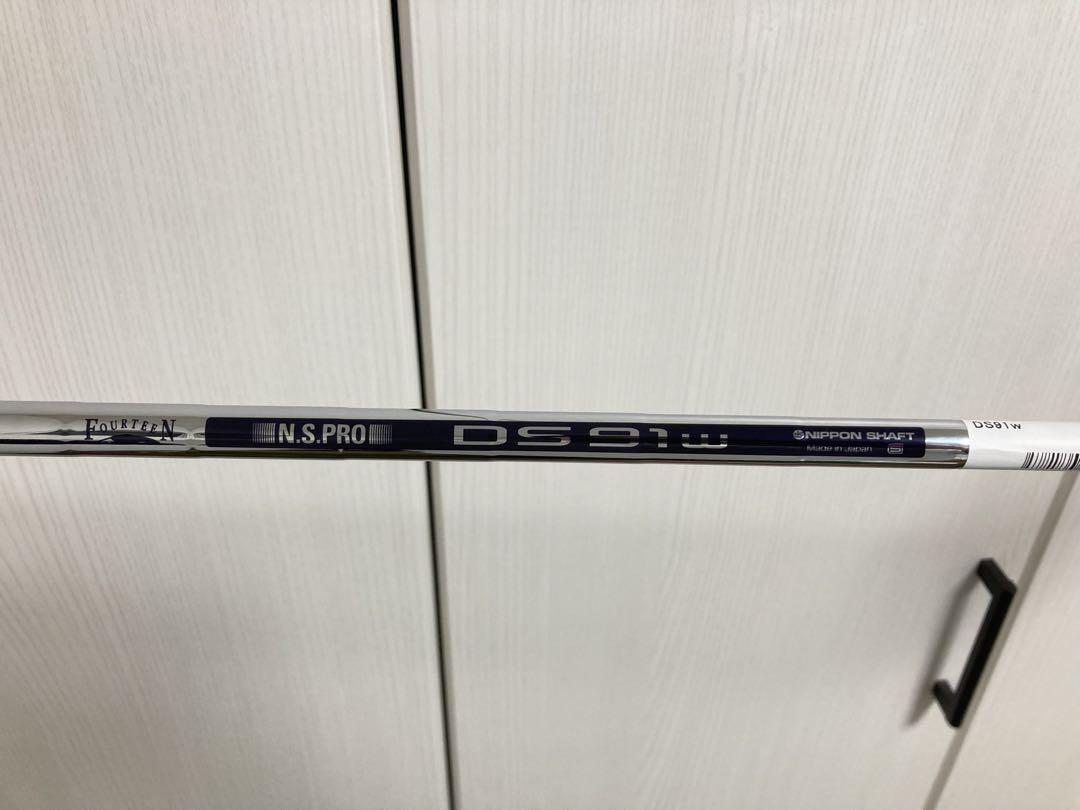 FOURTEEN
N.S.PRO
DS91w
NIPPON SHAFT
Made in Japan
DS91w